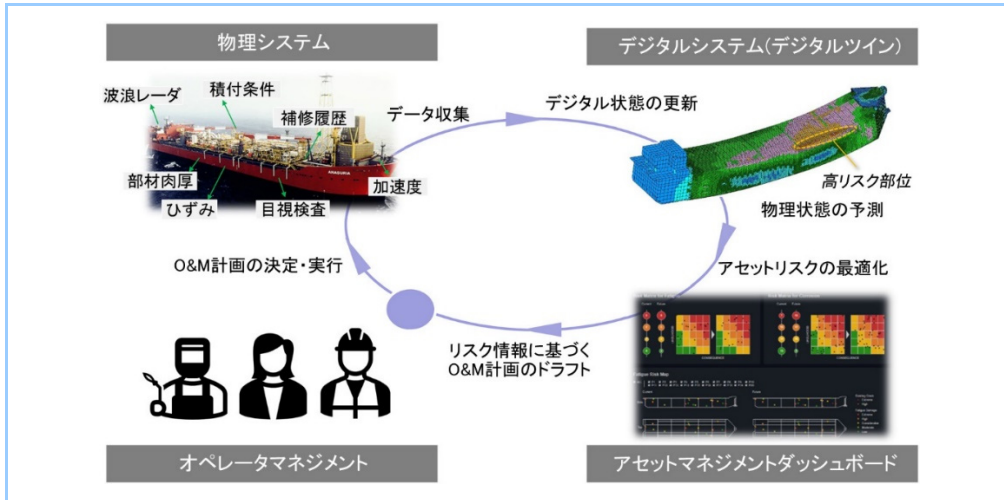 物理システム
デジタルシステム(デジタルツイン)
波浪レーダ
積付条件
補修履歴
部材肉厚
ひずみ
目視検査
加速度
データ収集
デジタル状態の更新
高リスク部位
物理状態の予測
O&M計画の決定・実行
アセットリスクの最適化
リスク情報に基づく
O&M計画のドラフト
オペレータマネジメント
アセットマネジメントダッシュボード